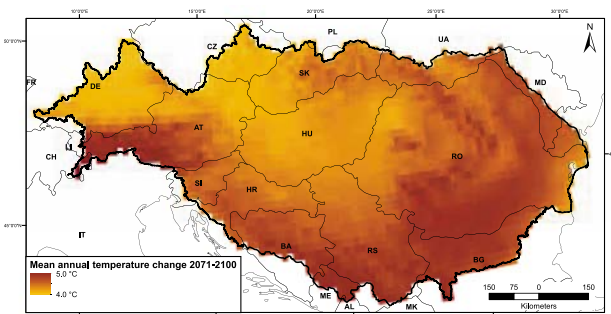 10°0'0"E 15°0'0"E 20°0'0"E 25°0'0"E 30°0'0"E
PL
UA
N
50°0'0"N
CZ
SK
MD
FR
DE
AT
HU
RO
CH
LI
SI
HR
45°0'0"N
IT
BA
RS
BG
ME
AL
MK
Mean annual temperature change 2071-2100
5.0 °C
4.0 °C
150 75 0 150
Kilometers